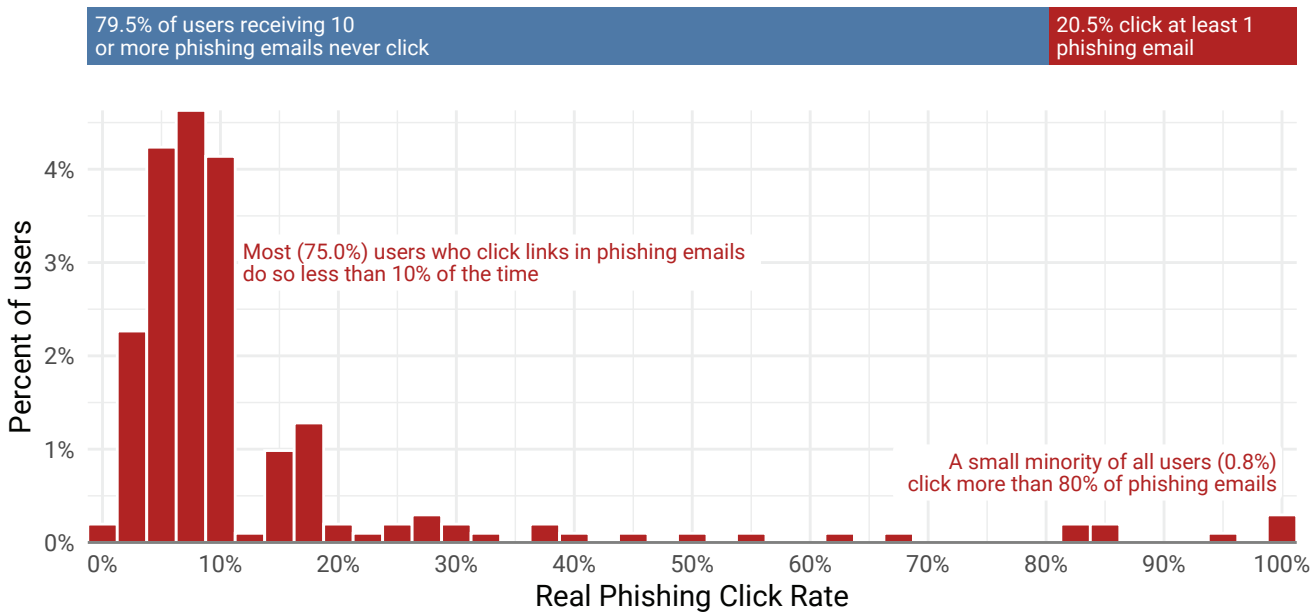 79.5% of users receiving 10
or more phishing emails never click
20.5% click at least 1
phishing email
Percent of users
4%
3%
2%
1%
0%
Most (75.0%) users who click links in phishing emails
do so less than 10% of the time
A small minority of all users (0.8%)
click more than 80% of phishing emails
0%
10%
20%
30%
40%
50%
60%
70%
80%
90%
100%
Real Phishing Click Rate